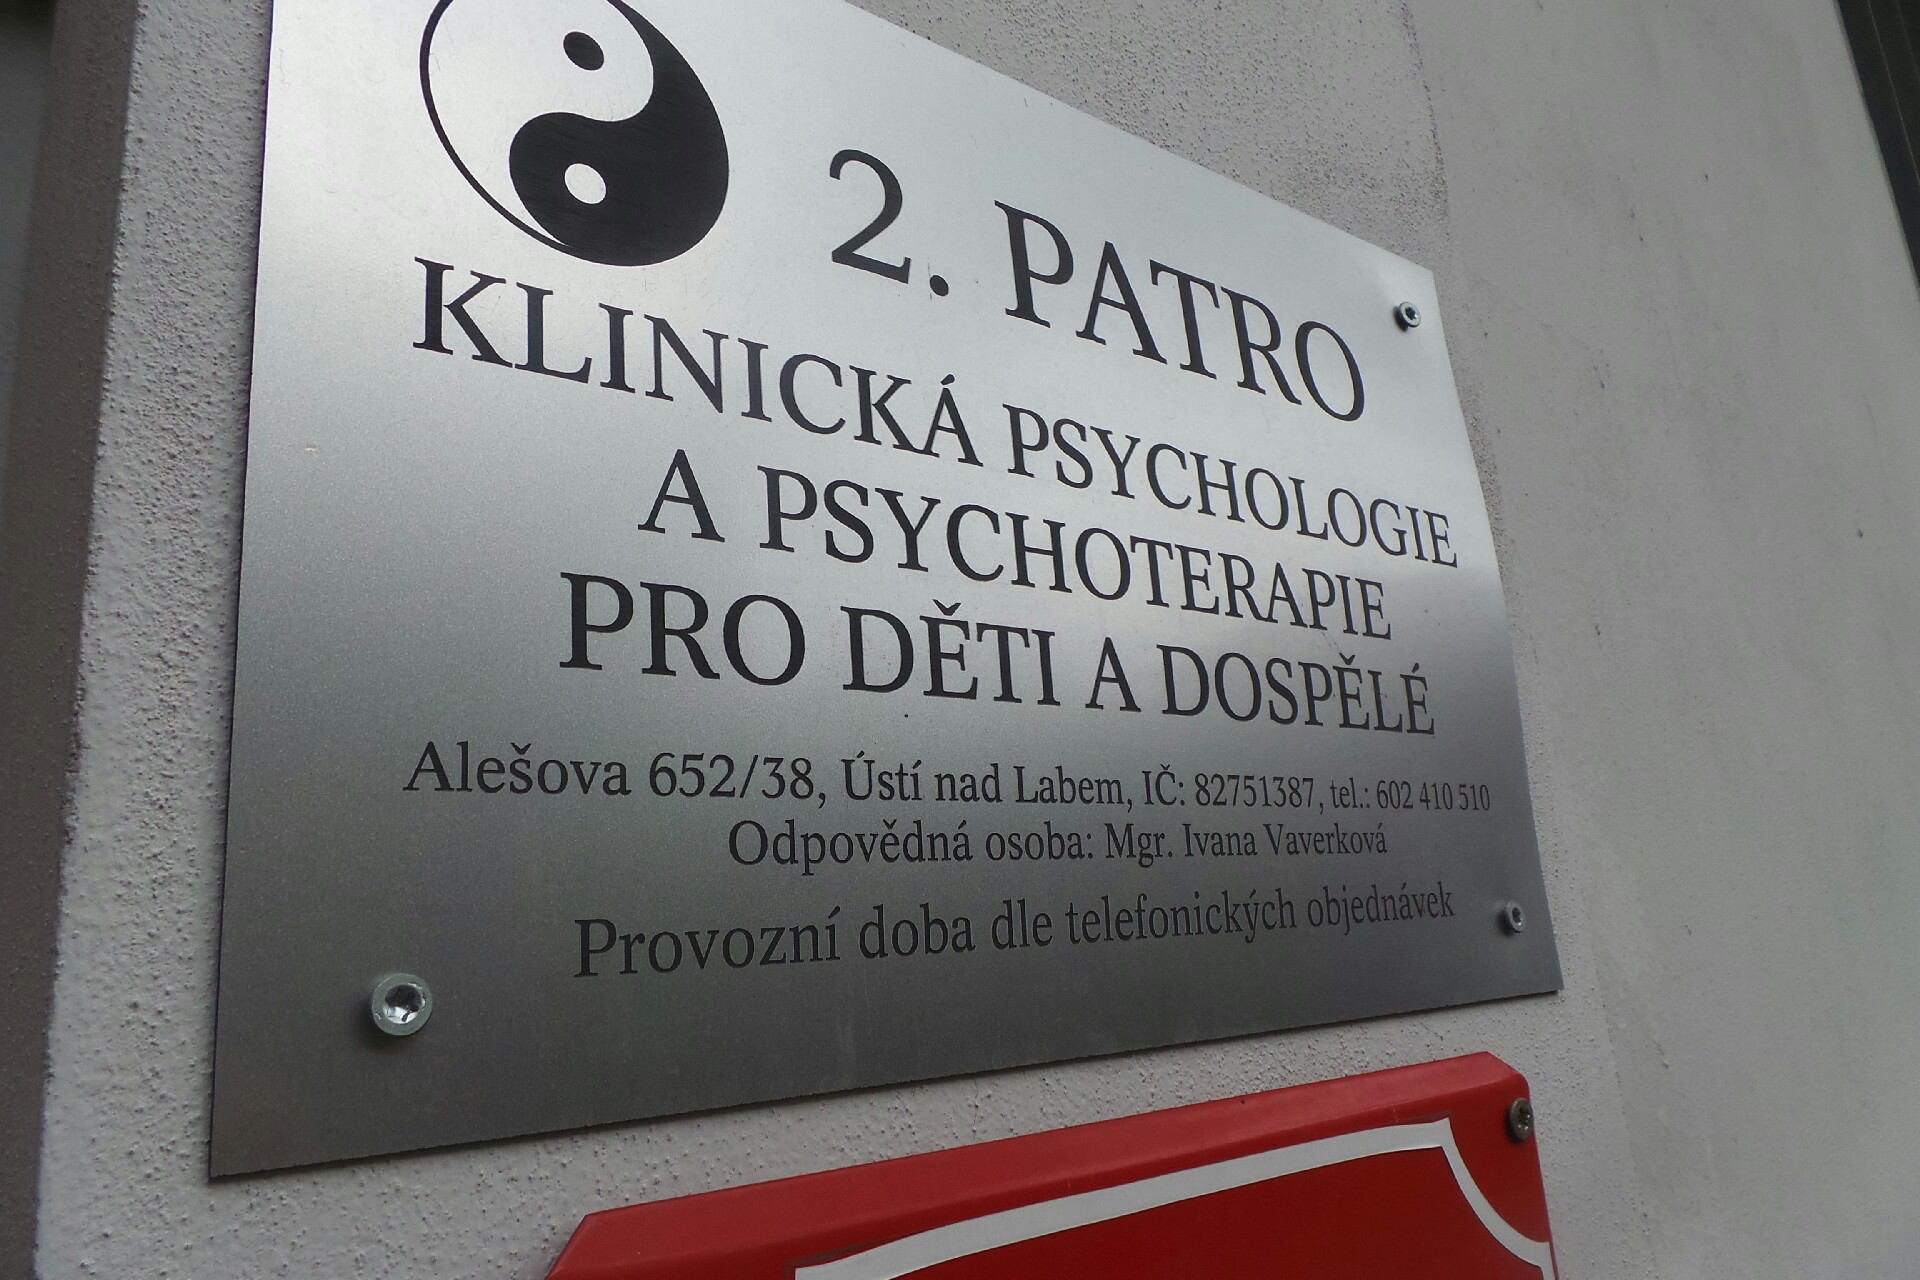 2. PATRO
KLINICKÁ PSYCHOLOGIE
A PSYCHOTERAPIE
PRO DĚTI A DOSPĚLÉ
Alešova 652/38, Ústí nad Labem, IČ: 82751387, tel.: 602 410 510
Odpovědná osoba: Mgr. Ivana Vaverková
Provozní doba dle telefonických objednávek